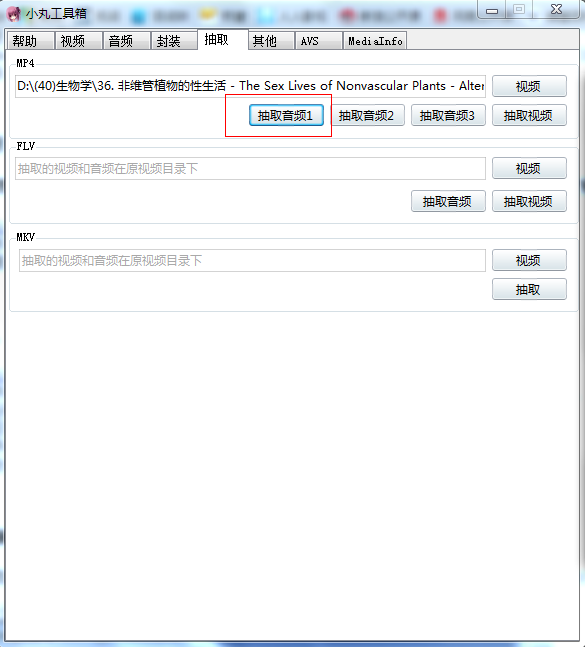 小丸工具箱
帮助 视频 音频 封装 抽取 其他 AVS MediaInfo
MP4
D:\(40)生物学\36. 非维管植物的性生活 - The Sex Lives of Nonvascular Plants - Alter 视频
抽取音频1 抽取音频2 抽取音频3 抽取视频
FLV
抽取的视频和音频在原视频目录下 视频
抽取音频 抽取视频
MKV
抽取的视频和音频在原视频目录下 视频
抽取